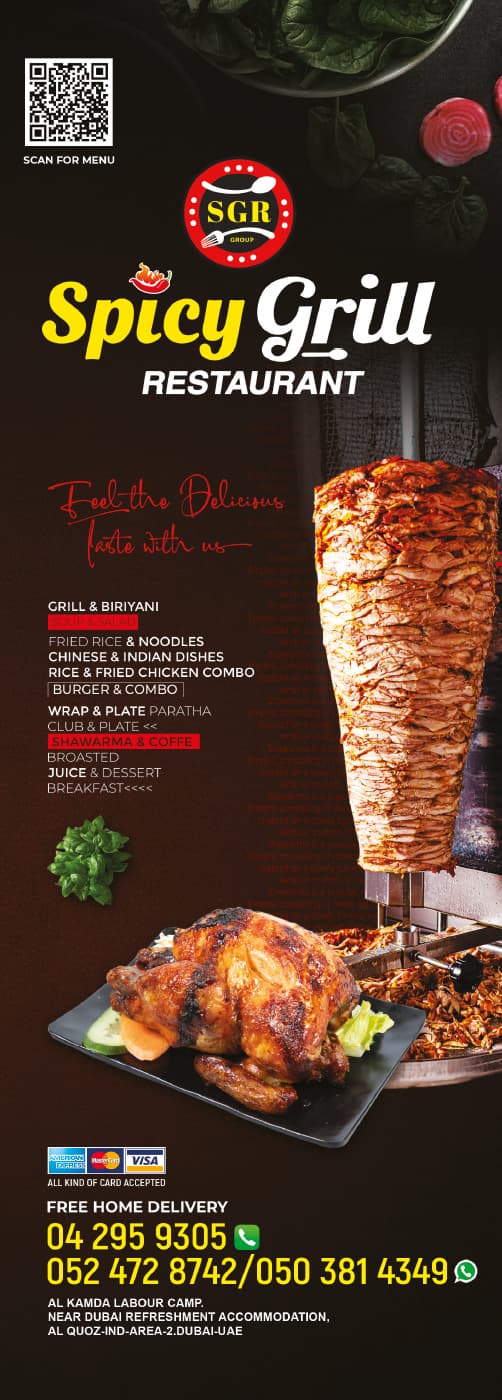 SCAN FOR MENU
SGR
GROUP
Spicy Grill
RESTAURANT
Feel the Delicious
Taste with us
GRILL & BIRIYANI
SOUP & SALAD
FRIED RICE & NOODLES
CHINESE & INDIAN DISHES
RICE & FRIED CHICKEN COMBO
BURGER & COMBO
WRAP & PLATE PARATHA
CLUB & PLATE <<
SHAWARMA & COFFE
BROASTED
JUICE & DESSERT
BREAKFAST<<<<
AMERICAN EXPRESS MasterCard VISA
ALL KIND OF CARD ACCEPTED
FREE HOME DELIVERY
04 295 9305
052 472 8742/050 381 4349
AL KAMDA LABOUR CAMP.
NEAR DUBAI REFRESHMENT ACCOMMODATION,
AL QUOZ-IND-AREA-2.DUBAI-UAE